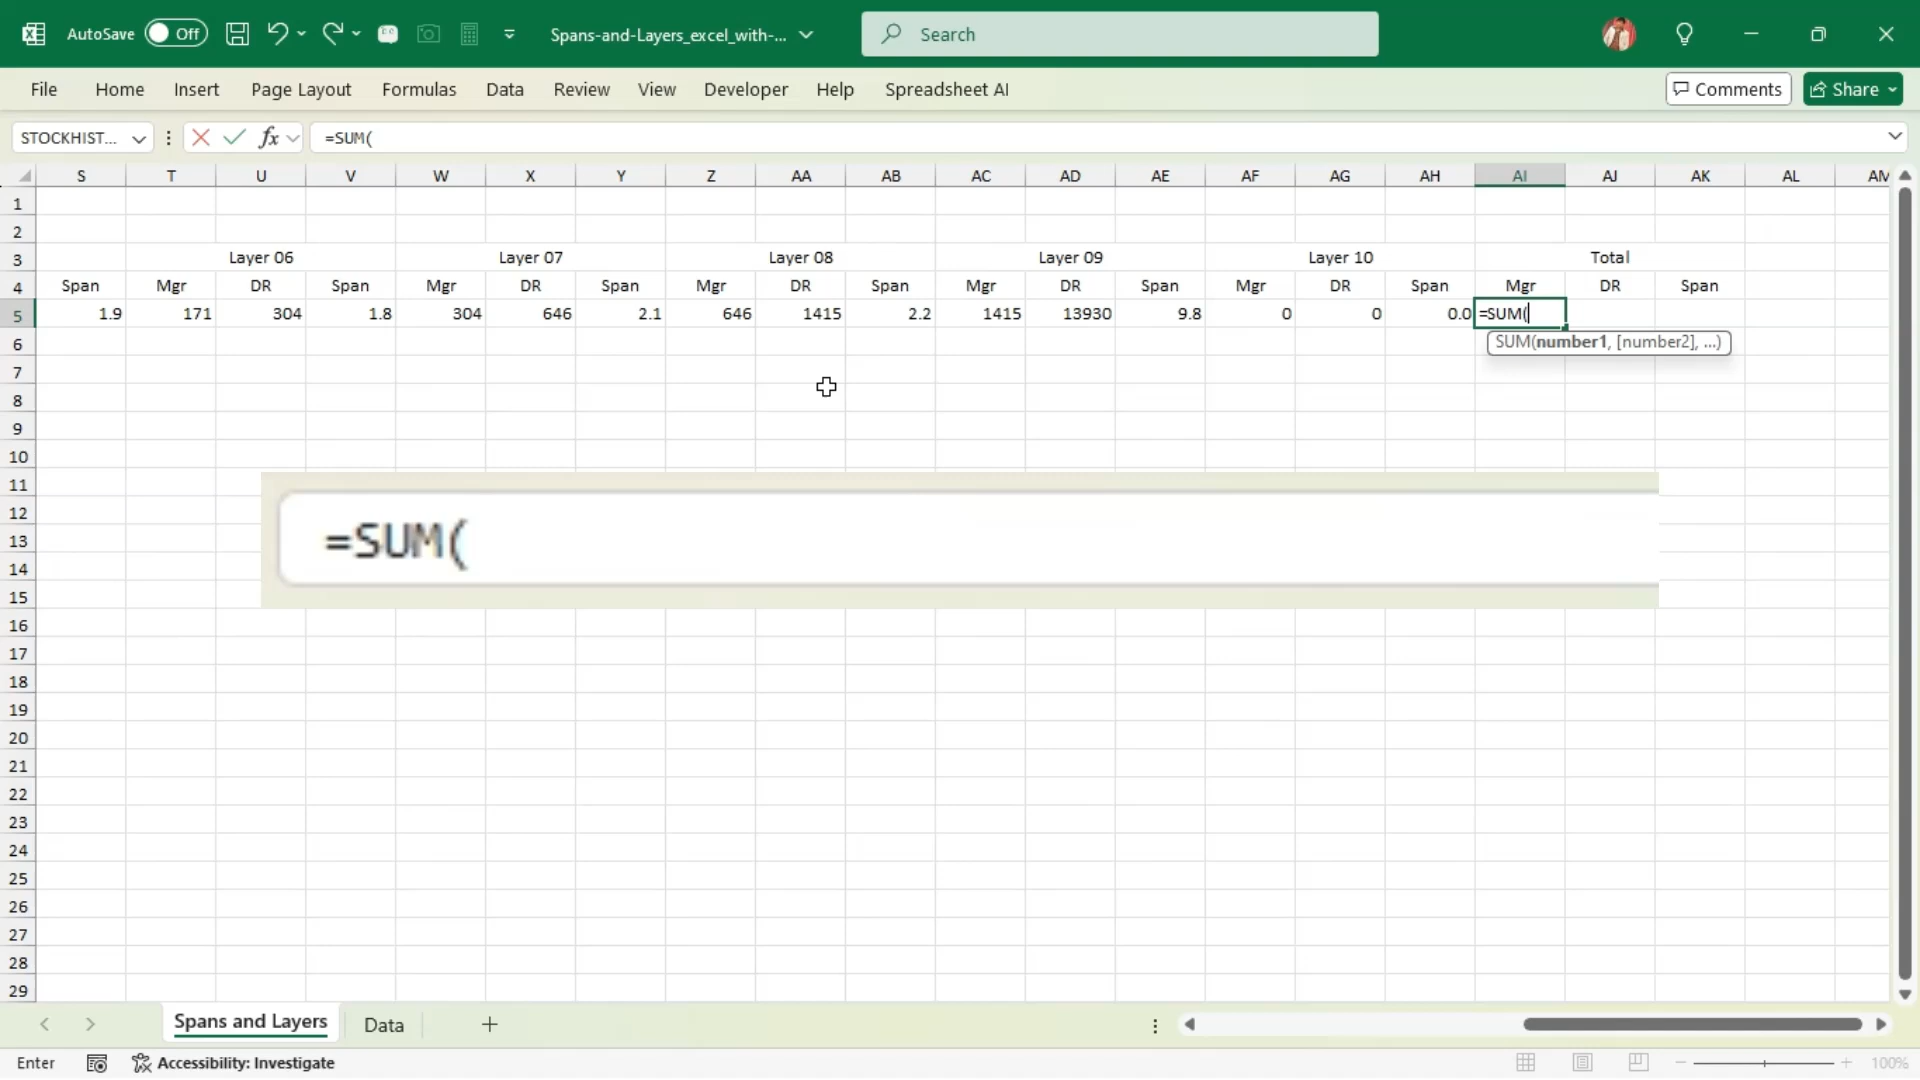 AutoSave Off Spans-and-Layers_excel_with-... Search
File Home Insert Page Layout Formulas Data Review View Developer Help Spreadsheet AI Comments Share
STOCKHIST... fx =SUM(
S T U V W X Y Z AA AB AC AD AE AF AG AH AI AJ AK AL AM
1
2
3 Layer 06 Layer 07 Layer 08 Layer 09 Layer 10 Total
4 Span Mgr DR Span Mgr DR Span Mgr DR Span Mgr DR Span Mgr DR Span Mgr DR Span
5 1.9 171 304 1.8 304 646 2.1 646 1415 2.2 1415 13930 9.8 0 0 0.0 =SUM(
6 SUM(number1, [number2], ...)
7
8
9
10
11
12
13 =SUM(
14
15
16
17
18
19
20
21
22
23
24
25
26
27
28
29
Spans and Layers Data
Enter Accessibility: Investigate 100%